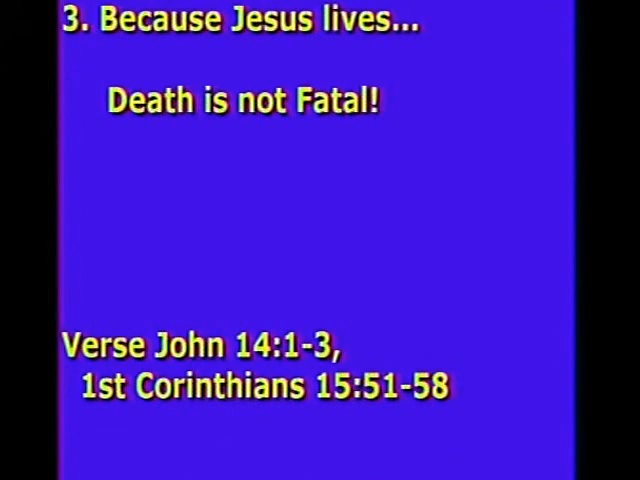 3. Because Jesus lives...
Death is not Fatal!
Verse John 14:1-3,
1st Corinthians 15:51-58